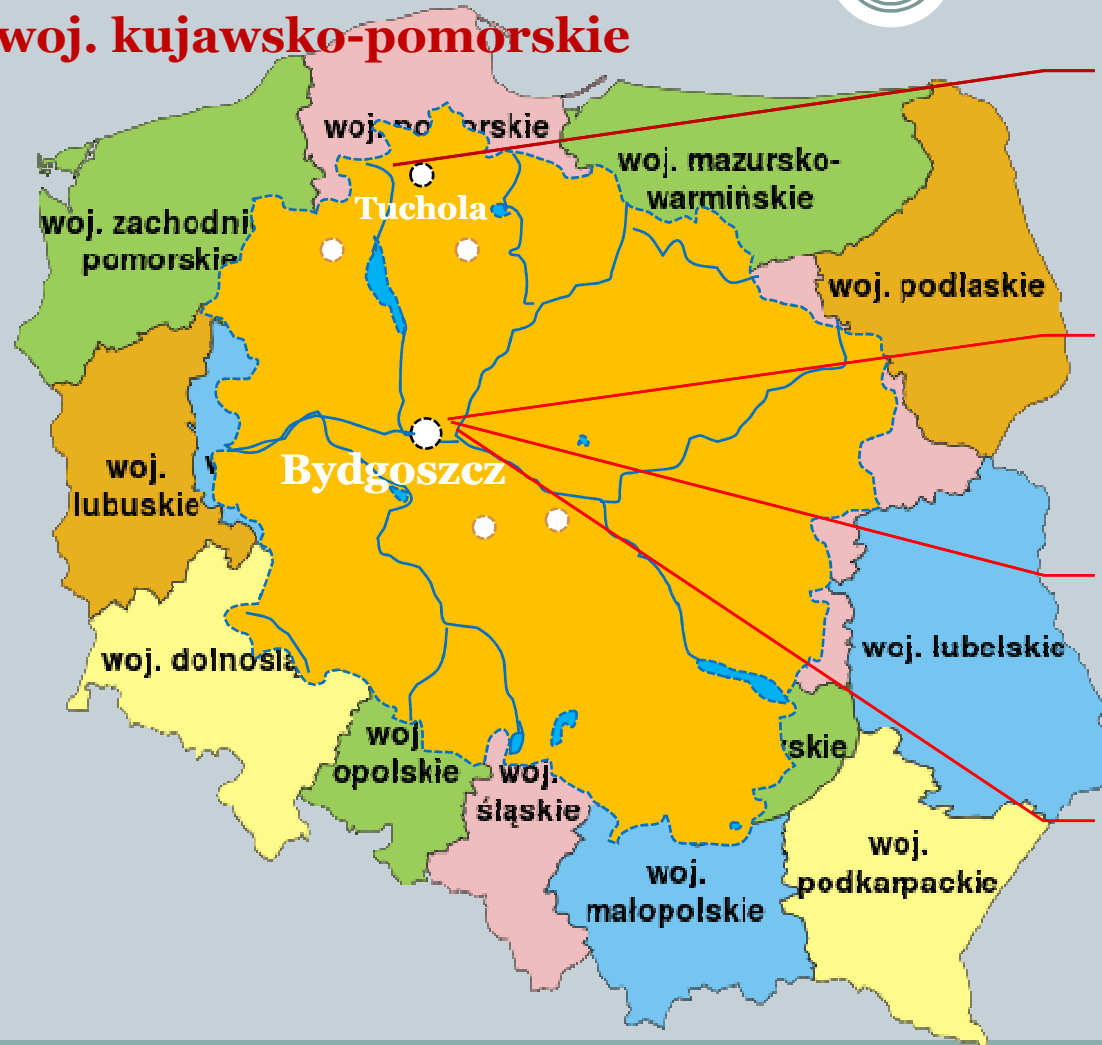 woj. kujawsko-pomorskie
woj. pomorskie
woj. mazursko-
warmińskie
Tuchola
woj. zachodni
pomorskie
woj. podlaskie
woj.
lubuskie
Bydgoszcz
woj. dolnoślą
woj. lubelskie
woj
opolskie
skie
woj.
śląskie
woj.
podkarpackie
woj.
małopolskie